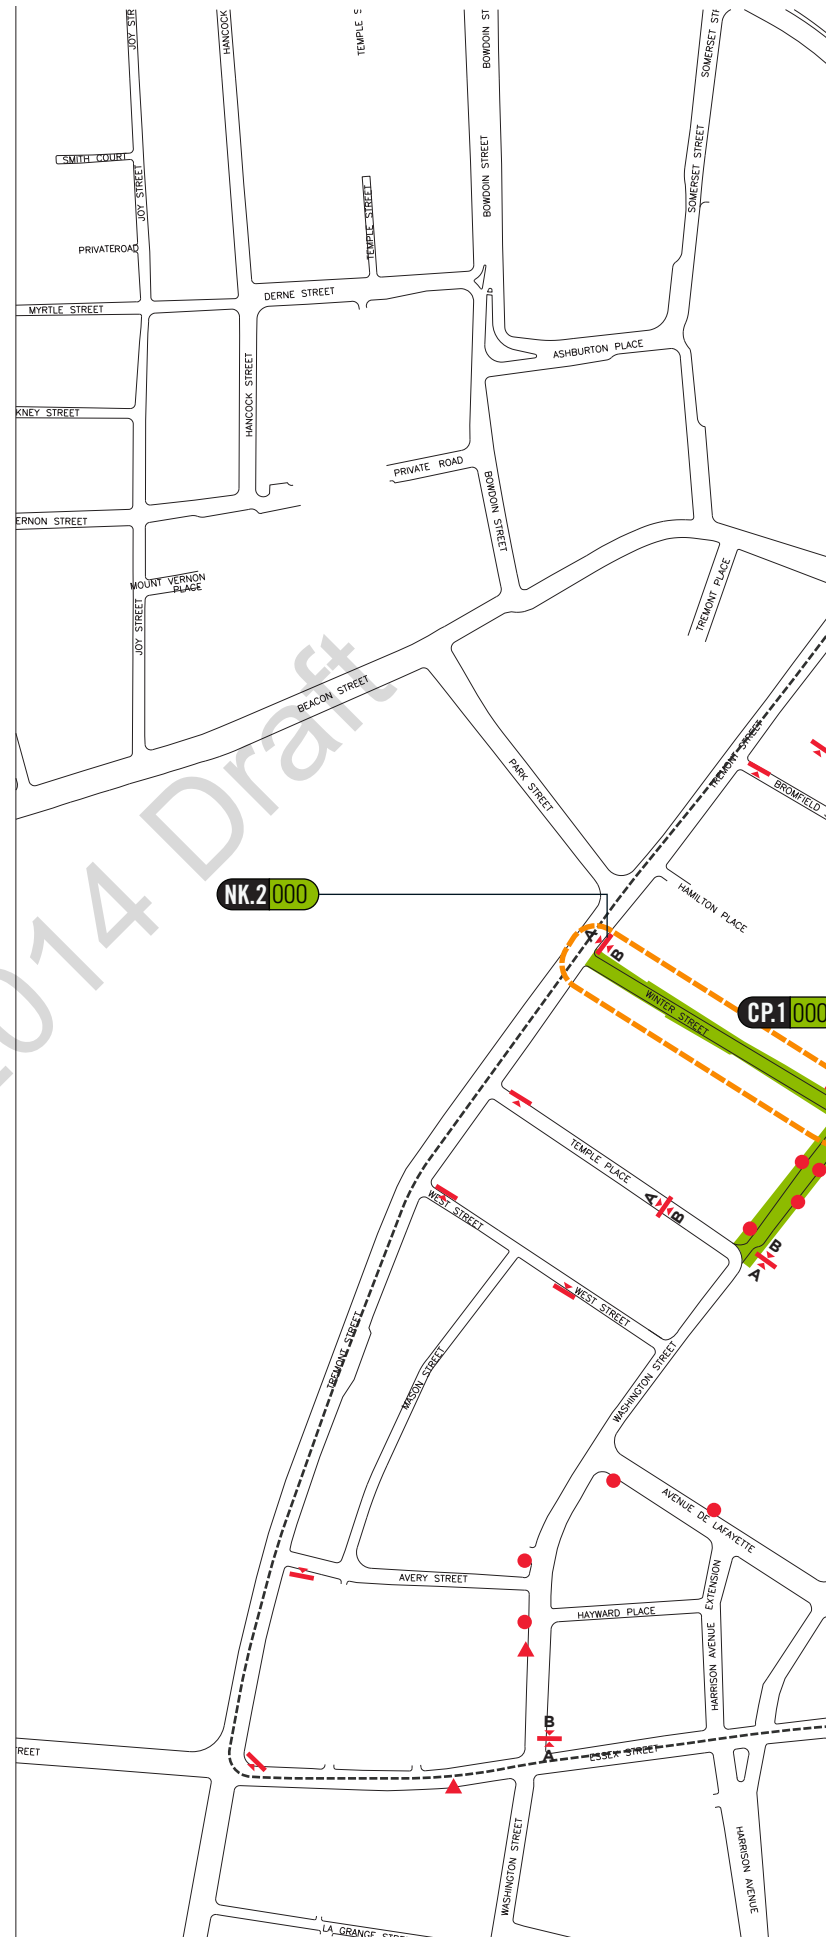 JOY STR
HANCOCK
TEMPLE S
BOWDOIN ST
SOMERSET STR
SMITH COURT
JOY STREET
BOWDOIN STREET
SOMERSET STREET
TEMPLE STREET
PRIVATEROAD
DERNE STREET
MYRTLE STREET
ASHBURTON PLACE
HANCOCK STREET
KNEY STREET
PRIVATE ROAD
BOWDOIN STREET
ERNON STREET
MOUNT VERNON
PLACE
TREMONT PLACE
JOY STREET
BEACON STREET
2014 Draft
PARK STREET
TREMONT STREET
BROMFIELD S
NK.2 000
HAMILTON PLACE
A
B
WINTER STREET
CP.1 000
TEMPLE PLACE
A
B
WEST STREET
B
A
WEST STREET
TREMONT STREET
MASON STREET
WASHINGTON STREET
AVENUE DE LAFAYETTE
AVERY STREET
HARRISON AVENUE EXTENSION
HAYWARD PLACE
B
A
REET
ESSEX STREET
WASHINGTON STREET
HARRISON AVENUE
LA GRANGE STRE